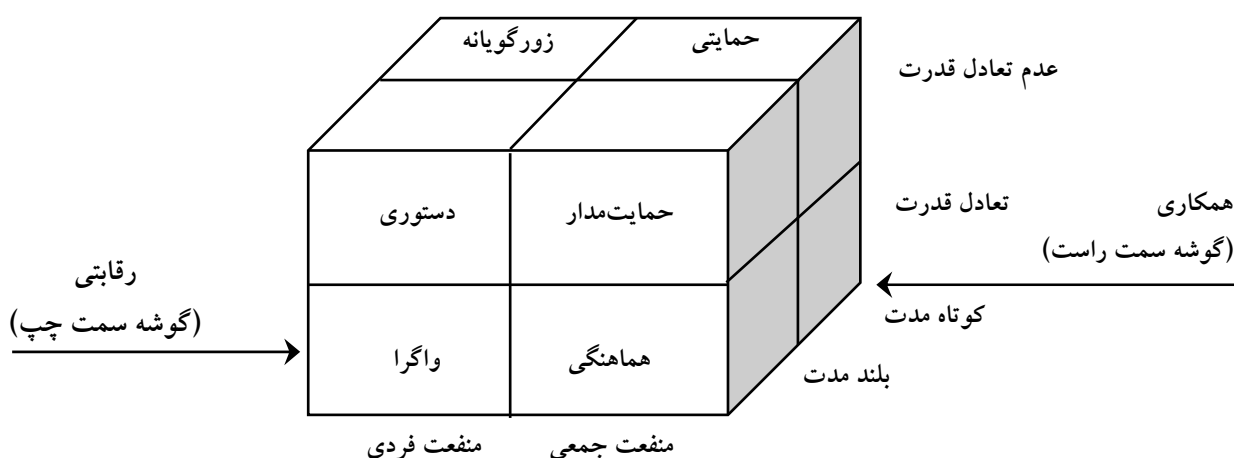 حمایتی
زورگویانه
عدم تعادل قدرت
حمایت‌مدار
دستوری
تعادل قدرت
همکاری
(گوشه سمت راست)
رقابتی
(گوشه سمت چپ)
کوتاه مدت
هماهنگی
واگرا
بلند مدت
منفعت جمعی
منفعت فردی